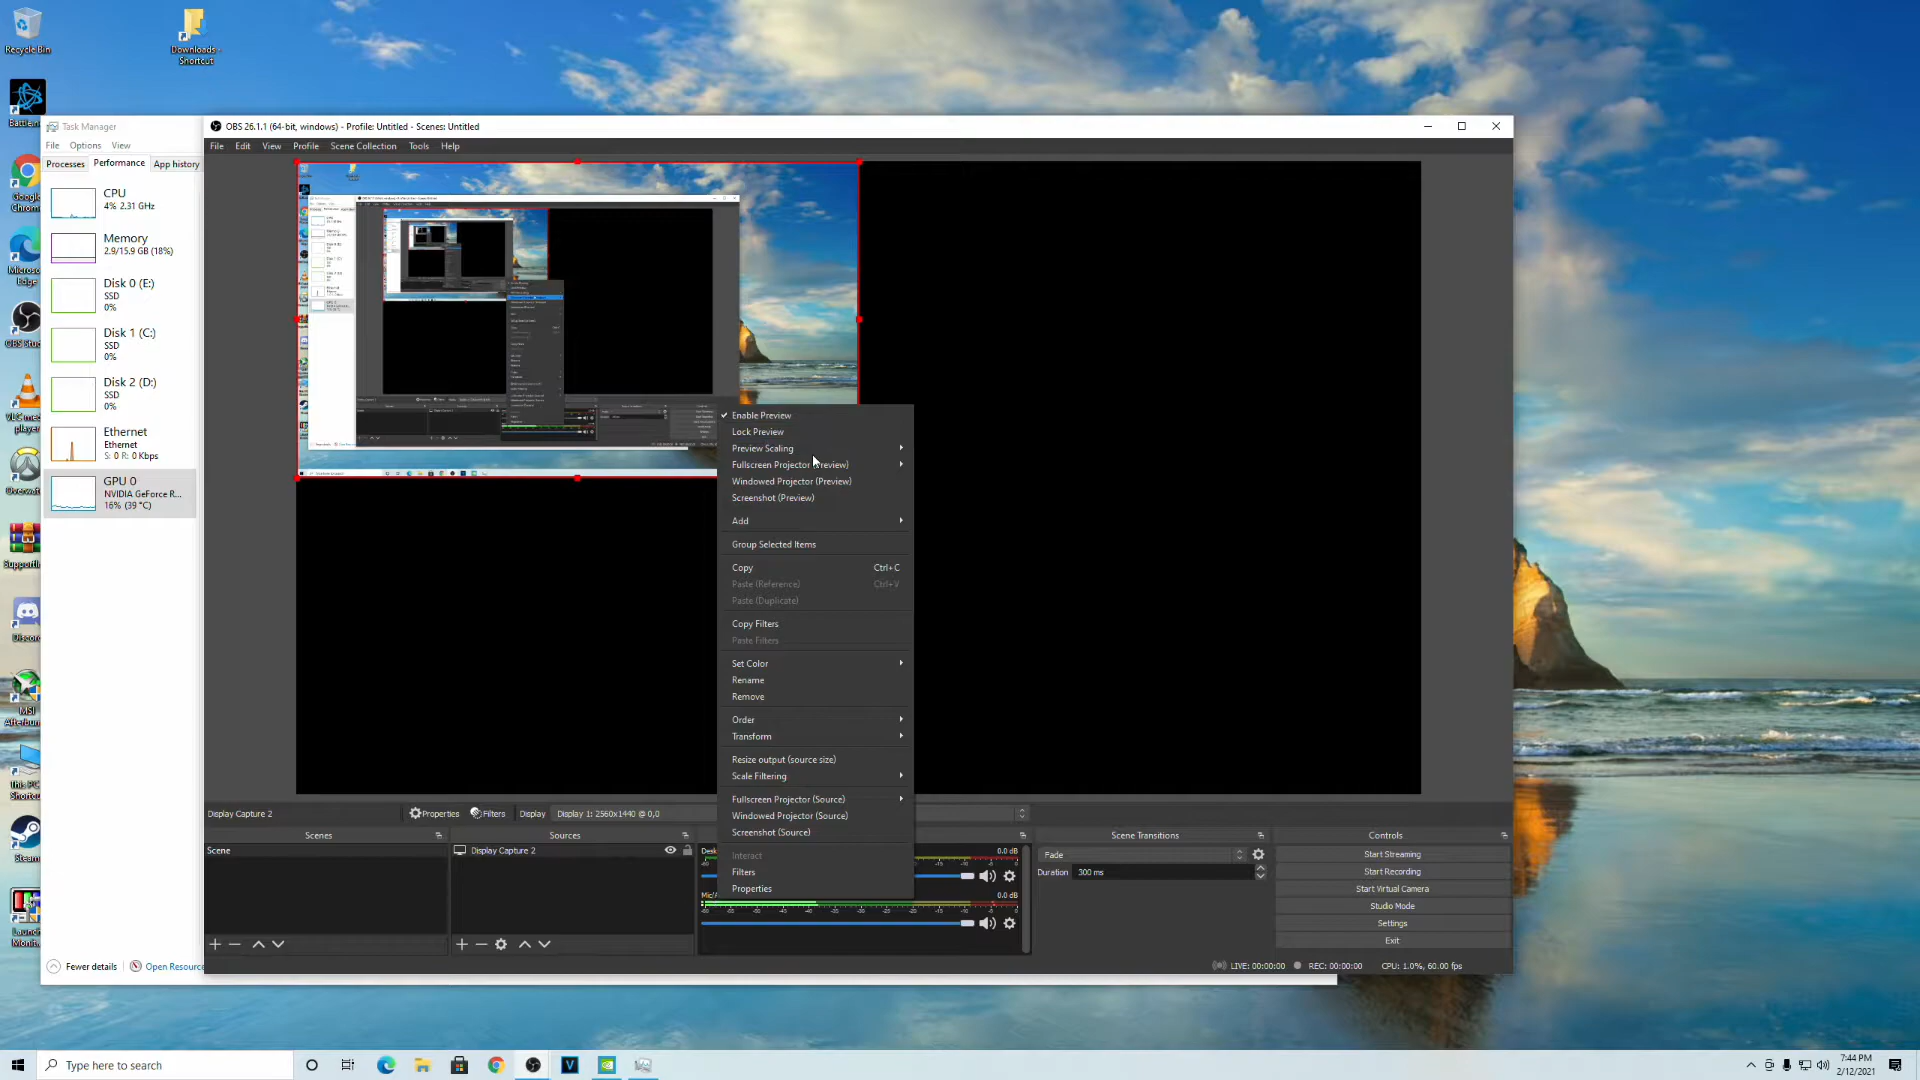 Recycle Bin
Downloads -
Shortcut
Task Manager
File Options View
Processes Performance App history
CPU
4% 2.31 GHz
Memory
2.9/15.9 GB (18%)
Disk 0 (E:)
SSD
0%
Disk 1 (C:)
SSD
0%
Disk 2 (D:)
SSD
0%
Ethernet
Ethernet
S: 0 R: 0 Kbps
GPU 0
NVIDIA GeForce R...
16% (39 °C)
Fewer details
OBS 26.1.1 (64-bit, windows) - Profile: Untitled - Scenes: Untitled
File Edit View Profile Scene Collection Tools Help
Enable Preview
Lock Preview
Preview Scaling
Fullscreen Projector (Preview)
Windowed Projector (Preview)
Screenshot (Preview)
Add
Group Selected Items
Copy Ctrl+C
Paste (Reference) Ctrl+V
Paste (Duplicate)
Copy Filters
Paste Filters
Set Color
Rename
Remove
Order
Transform
Resize output (source size)
Scale Filtering
Fullscreen Projector (Source)
Windowed Projector (Source)
Screenshot (Source)
Interact
Filters
Properties
Display Capture 2
Properties Filters Display Display 1: 2560x1440 @ 0,0
Scenes
Scene
Sources
Display Capture 2
0.0 dB
0.0 dB
Scene Transitions
Fade
Duration 300 ms
Controls
Start Streaming
Start Recording
Start Virtual Camera
Studio Mode
Settings
Exit
LIVE: 00:00:00 REC: 00:00:00 CPU: 1.0%, 60.00 fps
Type here to search
7:44 PM
2/12/2021